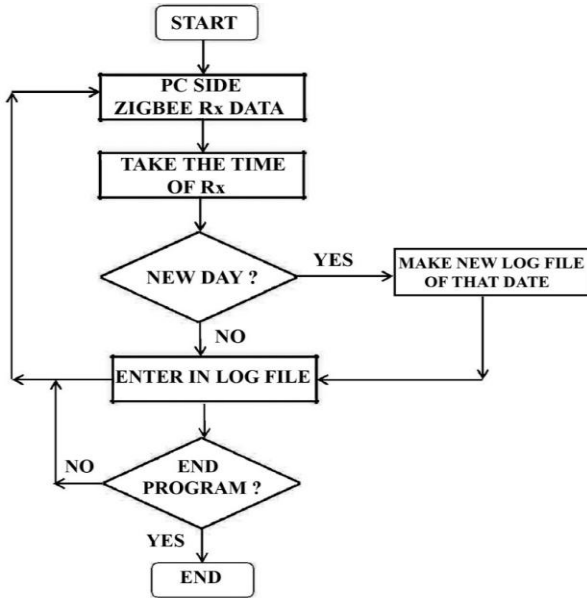 START
PC SIDE
ZIGBEE Rx DATA
TAKE THE TIME
OF Rx
NEW DAY ?
YES
MAKE NEW LOG FILE
OF THAT DATE
NO
ENTER IN LOG FILE
NO
END
PROGRAM ?
YES
END